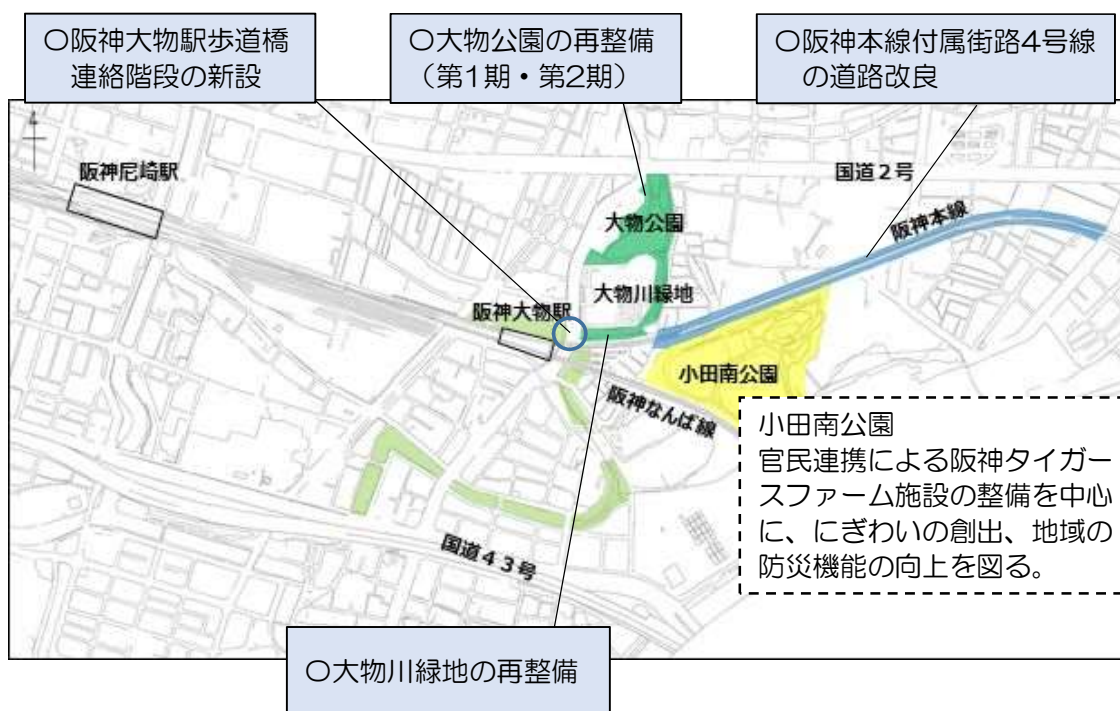 〇阪神大物駅歩道橋
連絡階段の新設
〇大物公園の再整備
（第1期・第2期）
〇阪神本線付属街路4号線
の道路改良
4
阪神尼崎駅
国道２号
大物公園
阪神本線
大物川緑地
阪神大物駅
小田南公園
阪神なんば線
小田南公園
官民連携による阪神タイガー
スファーム施設の整備を中心
に、にぎわいの創出、地域の
防災機能の向上を図る。
国道４３号
〇大物川緑地の再整備